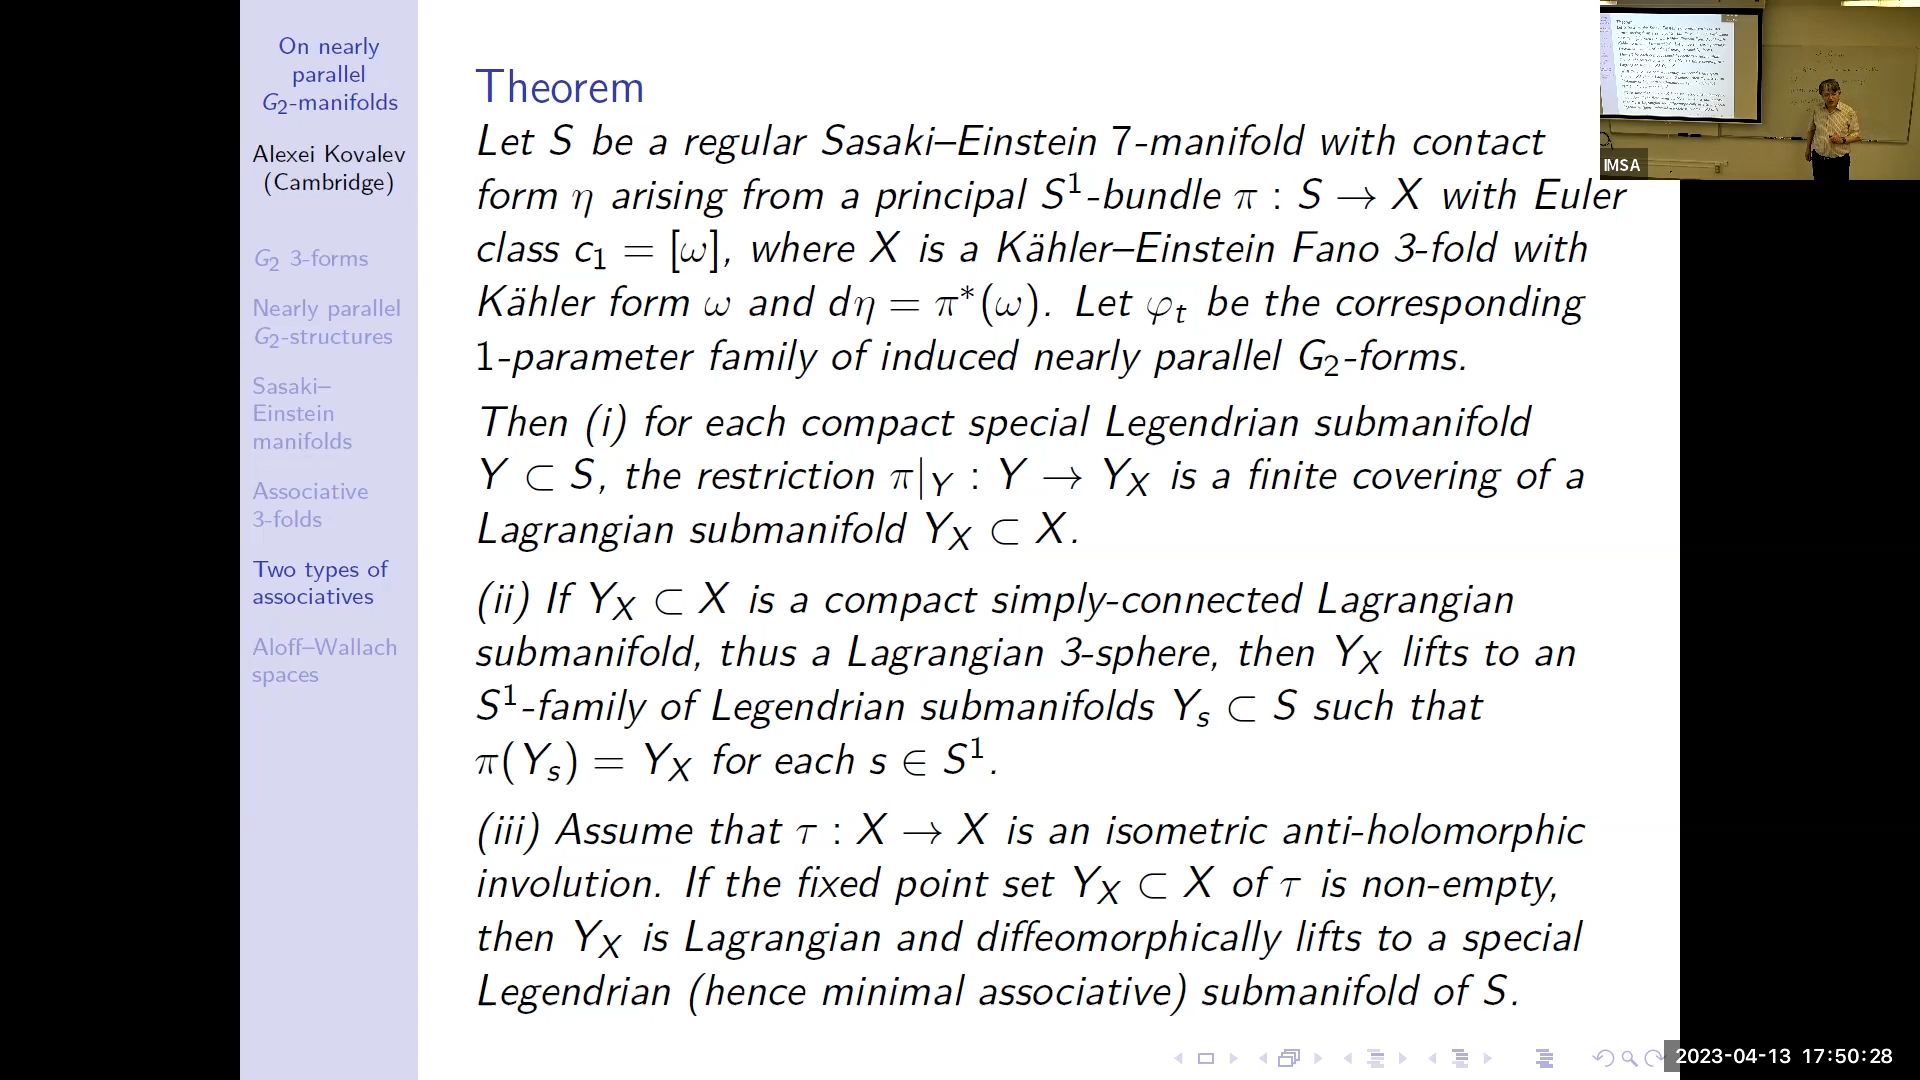 On nearly
parallel
G₂-manifolds
Alexei Kovalev
(Cambridge)
G₂ 3-forms
Nearly parallel
G₂-structures
Sasaki–
Einstein
manifolds
Associative
3-folds
Two types of
associatives
Aloff–Wallach
spaces
Theorem
Let S be a regular Sasaki–Einstein 7-manifold with contact
form η arising from a principal S¹-bundle π : S → X with Euler
class c₁ = [ω], where X is a Kähler–Einstein Fano 3-fold with
Kähler form ω and dη = π*(ω). Let φₜ be the corresponding
1-parameter family of induced nearly parallel G₂-forms.
Then (i) for each compact special Legendrian submanifold
Y ⊂ S, the restriction π|_Y : Y → Y_X is a finite covering of a
Lagrangian submanifold Y_X ⊂ X.
(ii) If Y_X ⊂ X is a compact simply-connected Lagrangian
submanifold, thus a Lagrangian 3-sphere, then Y_X lifts to an
S¹-family of Legendrian submanifolds Yₛ ⊂ S such that
π(Yₛ) = Y_X for each s ∈ S¹.
(iii) Assume that τ : X → X is an isometric anti-holomorphic
involution. If the fixed point set Y_X ⊂ X of τ is non-empty,
then Y_X is Lagrangian and diffeomorphically lifts to a special
Legendrian (hence minimal associative) submanifold of S.
IMSA
2023-04-13 17:50:28